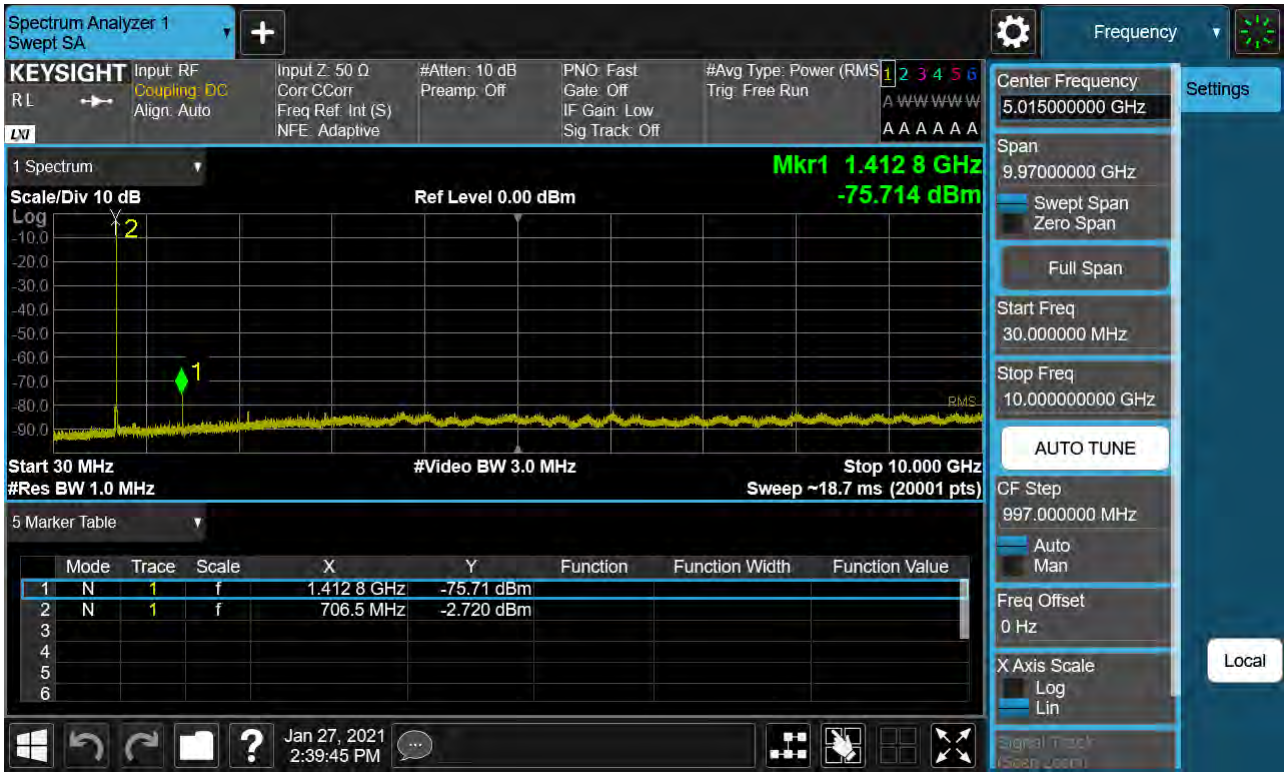 Spectrum Analyzer 1
Swept SA
+
Frequency
KEYSIGHT
RL
LXI
Input: RF
Coupling: DC
Align: Auto
Input Z: 50 Ω
Corr CCorr
Freq Ref: Int (S)
NFE: Adaptive
#Atten: 10 dB
Preamp: Off
PNO: Fast
Gate: Off
IF Gain: Low
Sig Track: Off
#Avg Type: Power (RMS
Trig: Free Run
1 2 3 4 5 6
A W W W W W
A A A A A A
1 Spectrum
Mkr1 1.412 8 GHz
-75.714 dBm
Scale/Div 10 dB
Ref Level 0.00 dBm
Log
-10.0
-20.0
-30.0
-40.0
-50.0
-60.0
-70.0
-80.0
-90.0
2
1
RMS
Start 30 MHz
#Video BW 3.0 MHz
Stop 10.000 GHz
#Res BW 1.0 MHz
Sweep ~18.7 ms (20001 pts)
5 Marker Table
Mode Trace Scale X Y Function Function Width Function Value
1 N 1 f 1.412 8 GHz -75.71 dBm
2 N 1 f 706.5 MHz -2.720 dBm
3
4
5
6
Jan 27, 2021
2:39:45 PM
?
Center Frequency
5.015000000 GHz
Settings
Span
9.97000000 GHz
Swept Span
Zero Span
Full Span
Start Freq
30.000000 MHz
Stop Freq
10.000000000 GHz
AUTO TUNE
CF Step
997.000000 MHz
Auto
Man
Freq Offset
0 Hz
X Axis Scale
Log
Lin
Signal Track
(Span Zoom)
Local